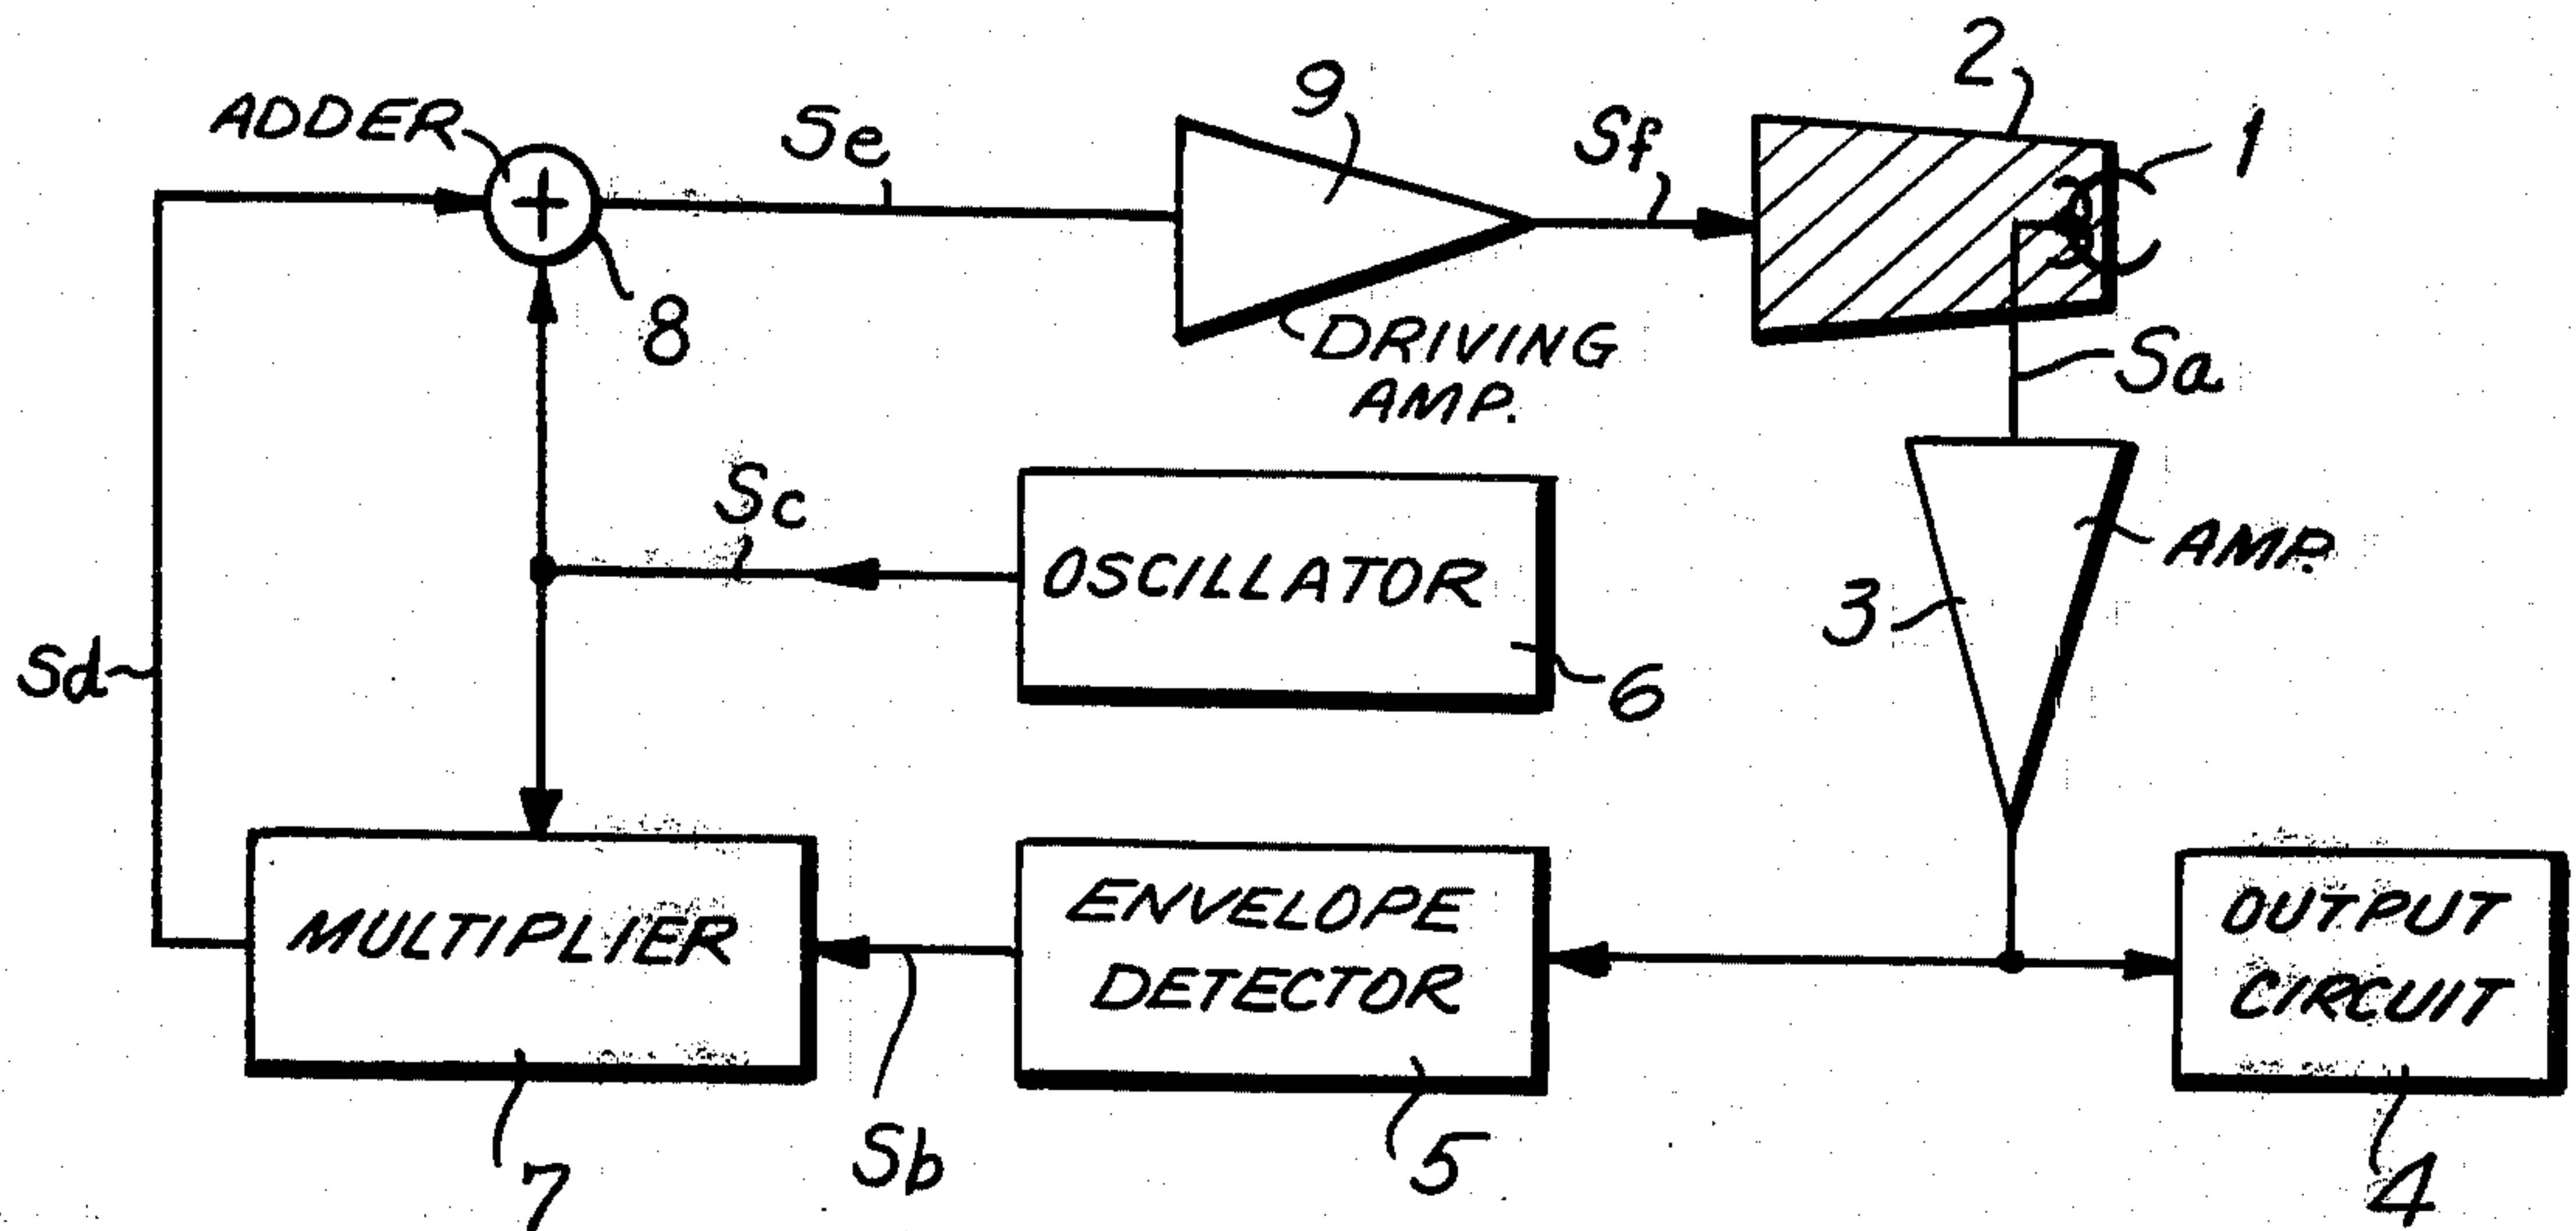 2
9
1
ADDER
Se
Sf
8
DRIVING
AMP.
Sa
Sc
OSCILLATOR
AMP.
3
Sd
6
MULTIPLIER
ENVELOPE
DETECTOR
OUTPUT
CIRCUIT
7
Sb
5
4